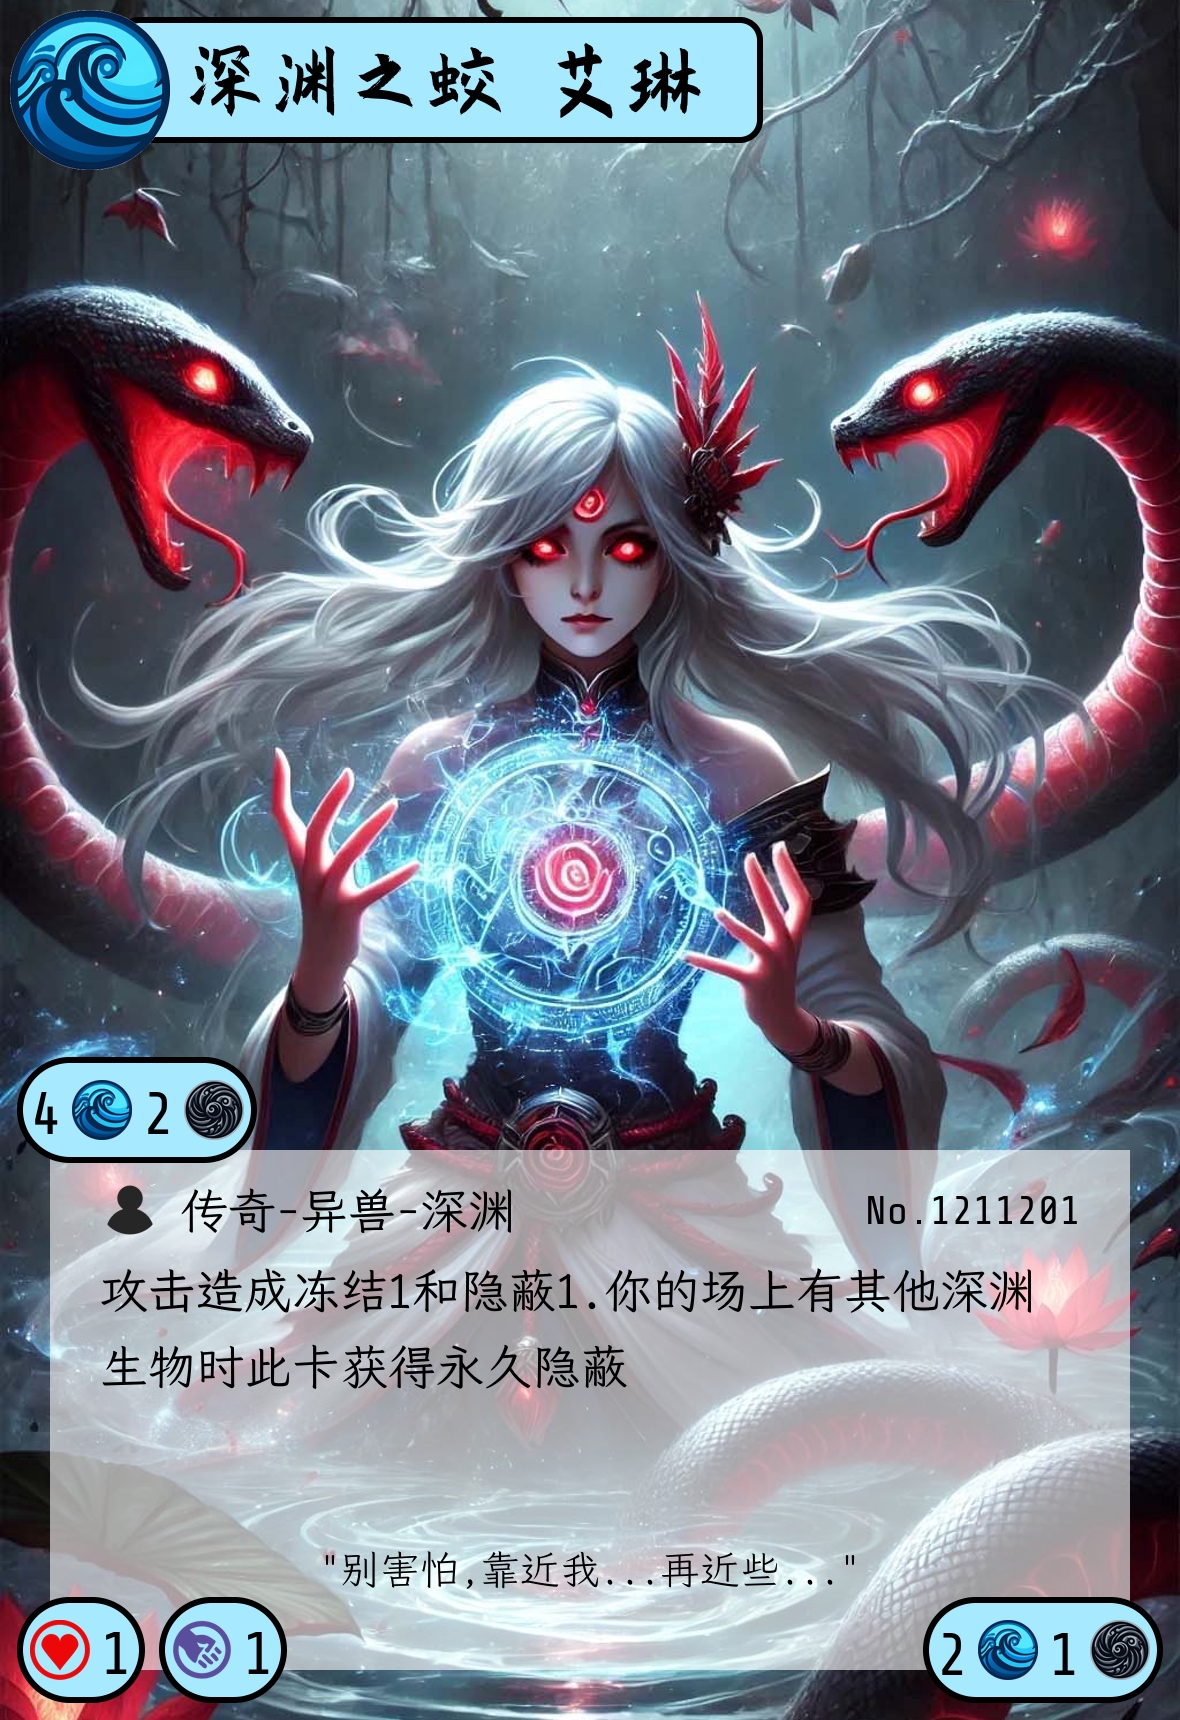 深渊之蛟 艾琳
4 2
传奇-异兽-深渊 No.1211201
攻击造成冻结1和隐蔽1.你的场上有其他深渊
生物时此卡获得永久隐蔽
"别害怕,靠近我...再近些..."
1 1 2 1